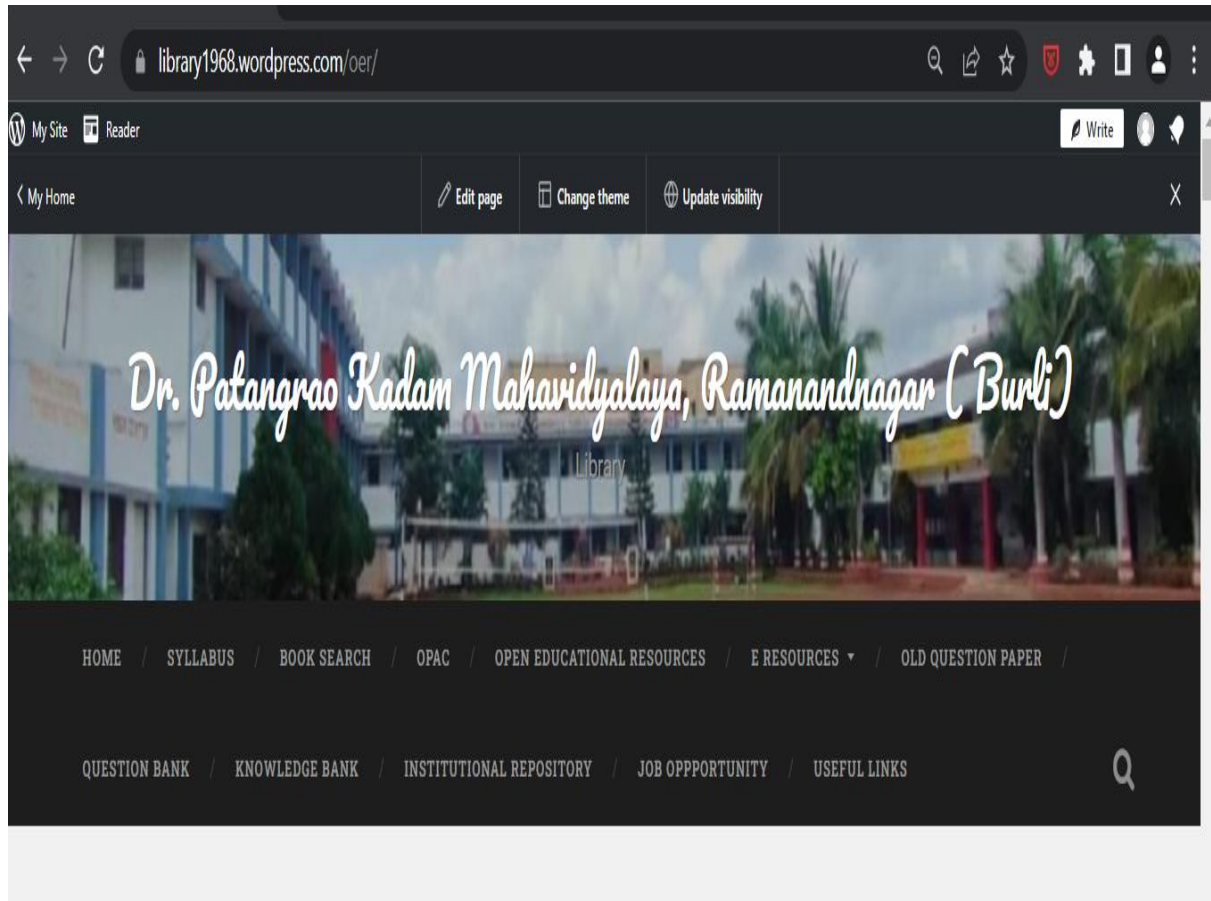 library1968.wordpress.com/oer/
My Site Reader Write
My Home Edit page Change theme Update visibility X
Dr. Patangrao Kadam Mahavidyalaya, Ramanandnagar ( Burli)
Library
HOME / SYLLABUS / BOOK SEARCH / OPAC / OPEN EDUCATIONAL RESOURCES / E RESOURCES / OLD QUESTION PAPER /
QUESTION BANK / KNOWLEDGE BANK / INSTITUTIONAL REPOSITORY / JOB OPPPORTUNITY / USEFUL LINKS